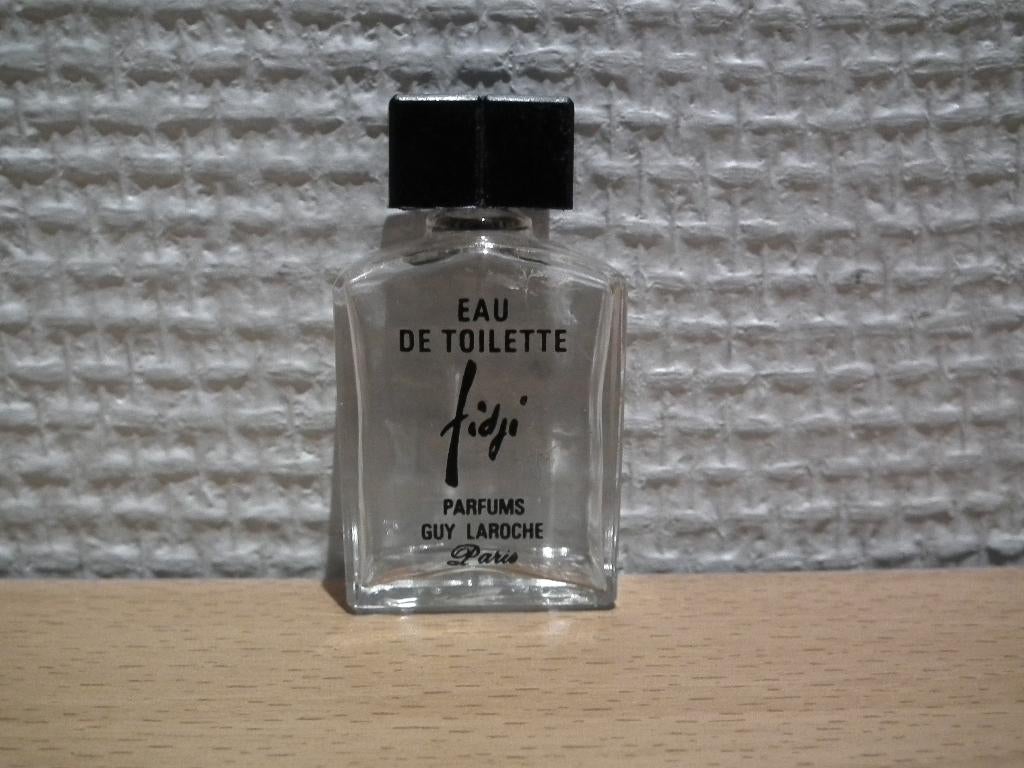 EAU
DE TOILETTE
fidji
PARFUMS
GUY LAROCHE
Paris